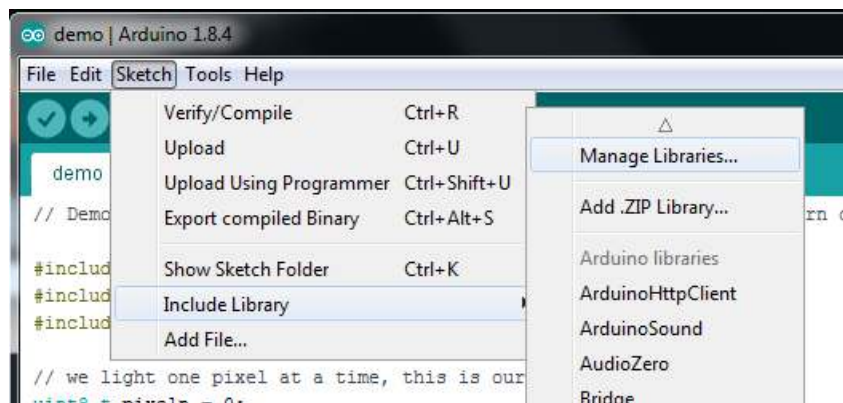 demo | Arduino 1.8.4
File Edit Sketch Tools Help
Verify/Compile Ctrl+R
Upload Ctrl+U
Upload Using Programmer Ctrl+Shift+U
Export compiled Binary Ctrl+Alt+S
Show Sketch Folder Ctrl+K
Include Library
Add File...
Manage Libraries...
Add .ZIP Library...
Arduino libraries
ArduinoHttpClient
ArduinoSound
AudioZero
Bridge
demo
// Demo
#includ
#includ
#includ
// we light one pixel at a time, this is our
uint8_t pixeln = 0;